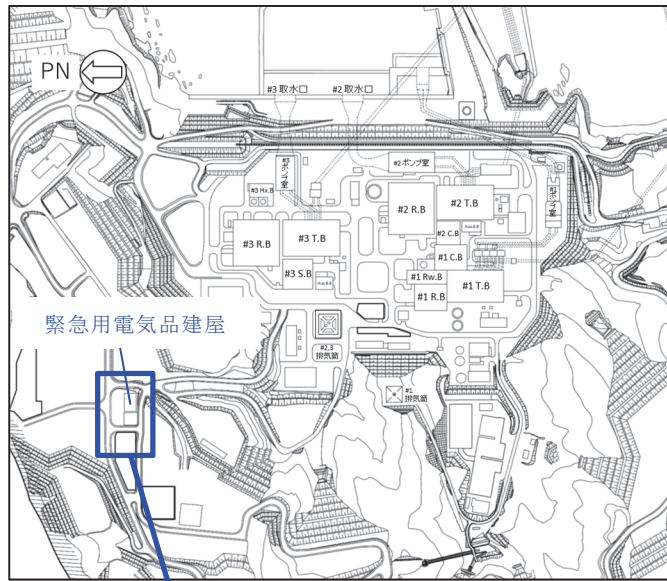 PN
#3 取水口
#2 取水口
#3
ポンプ室
#2 ポンプ室
#1
ポンプ室
#3 Hx.B
#2 R.B
#2 T.B
#3 R.B
#3 T.B
#2 C.B
Aux.B.B
#1 C.B
#3 S.B
Aux.B.B
#1 Rw.B
#1 R.B
#1 T.B
緊急用電気品建屋
#2,3
排気筒
#1
排気筒